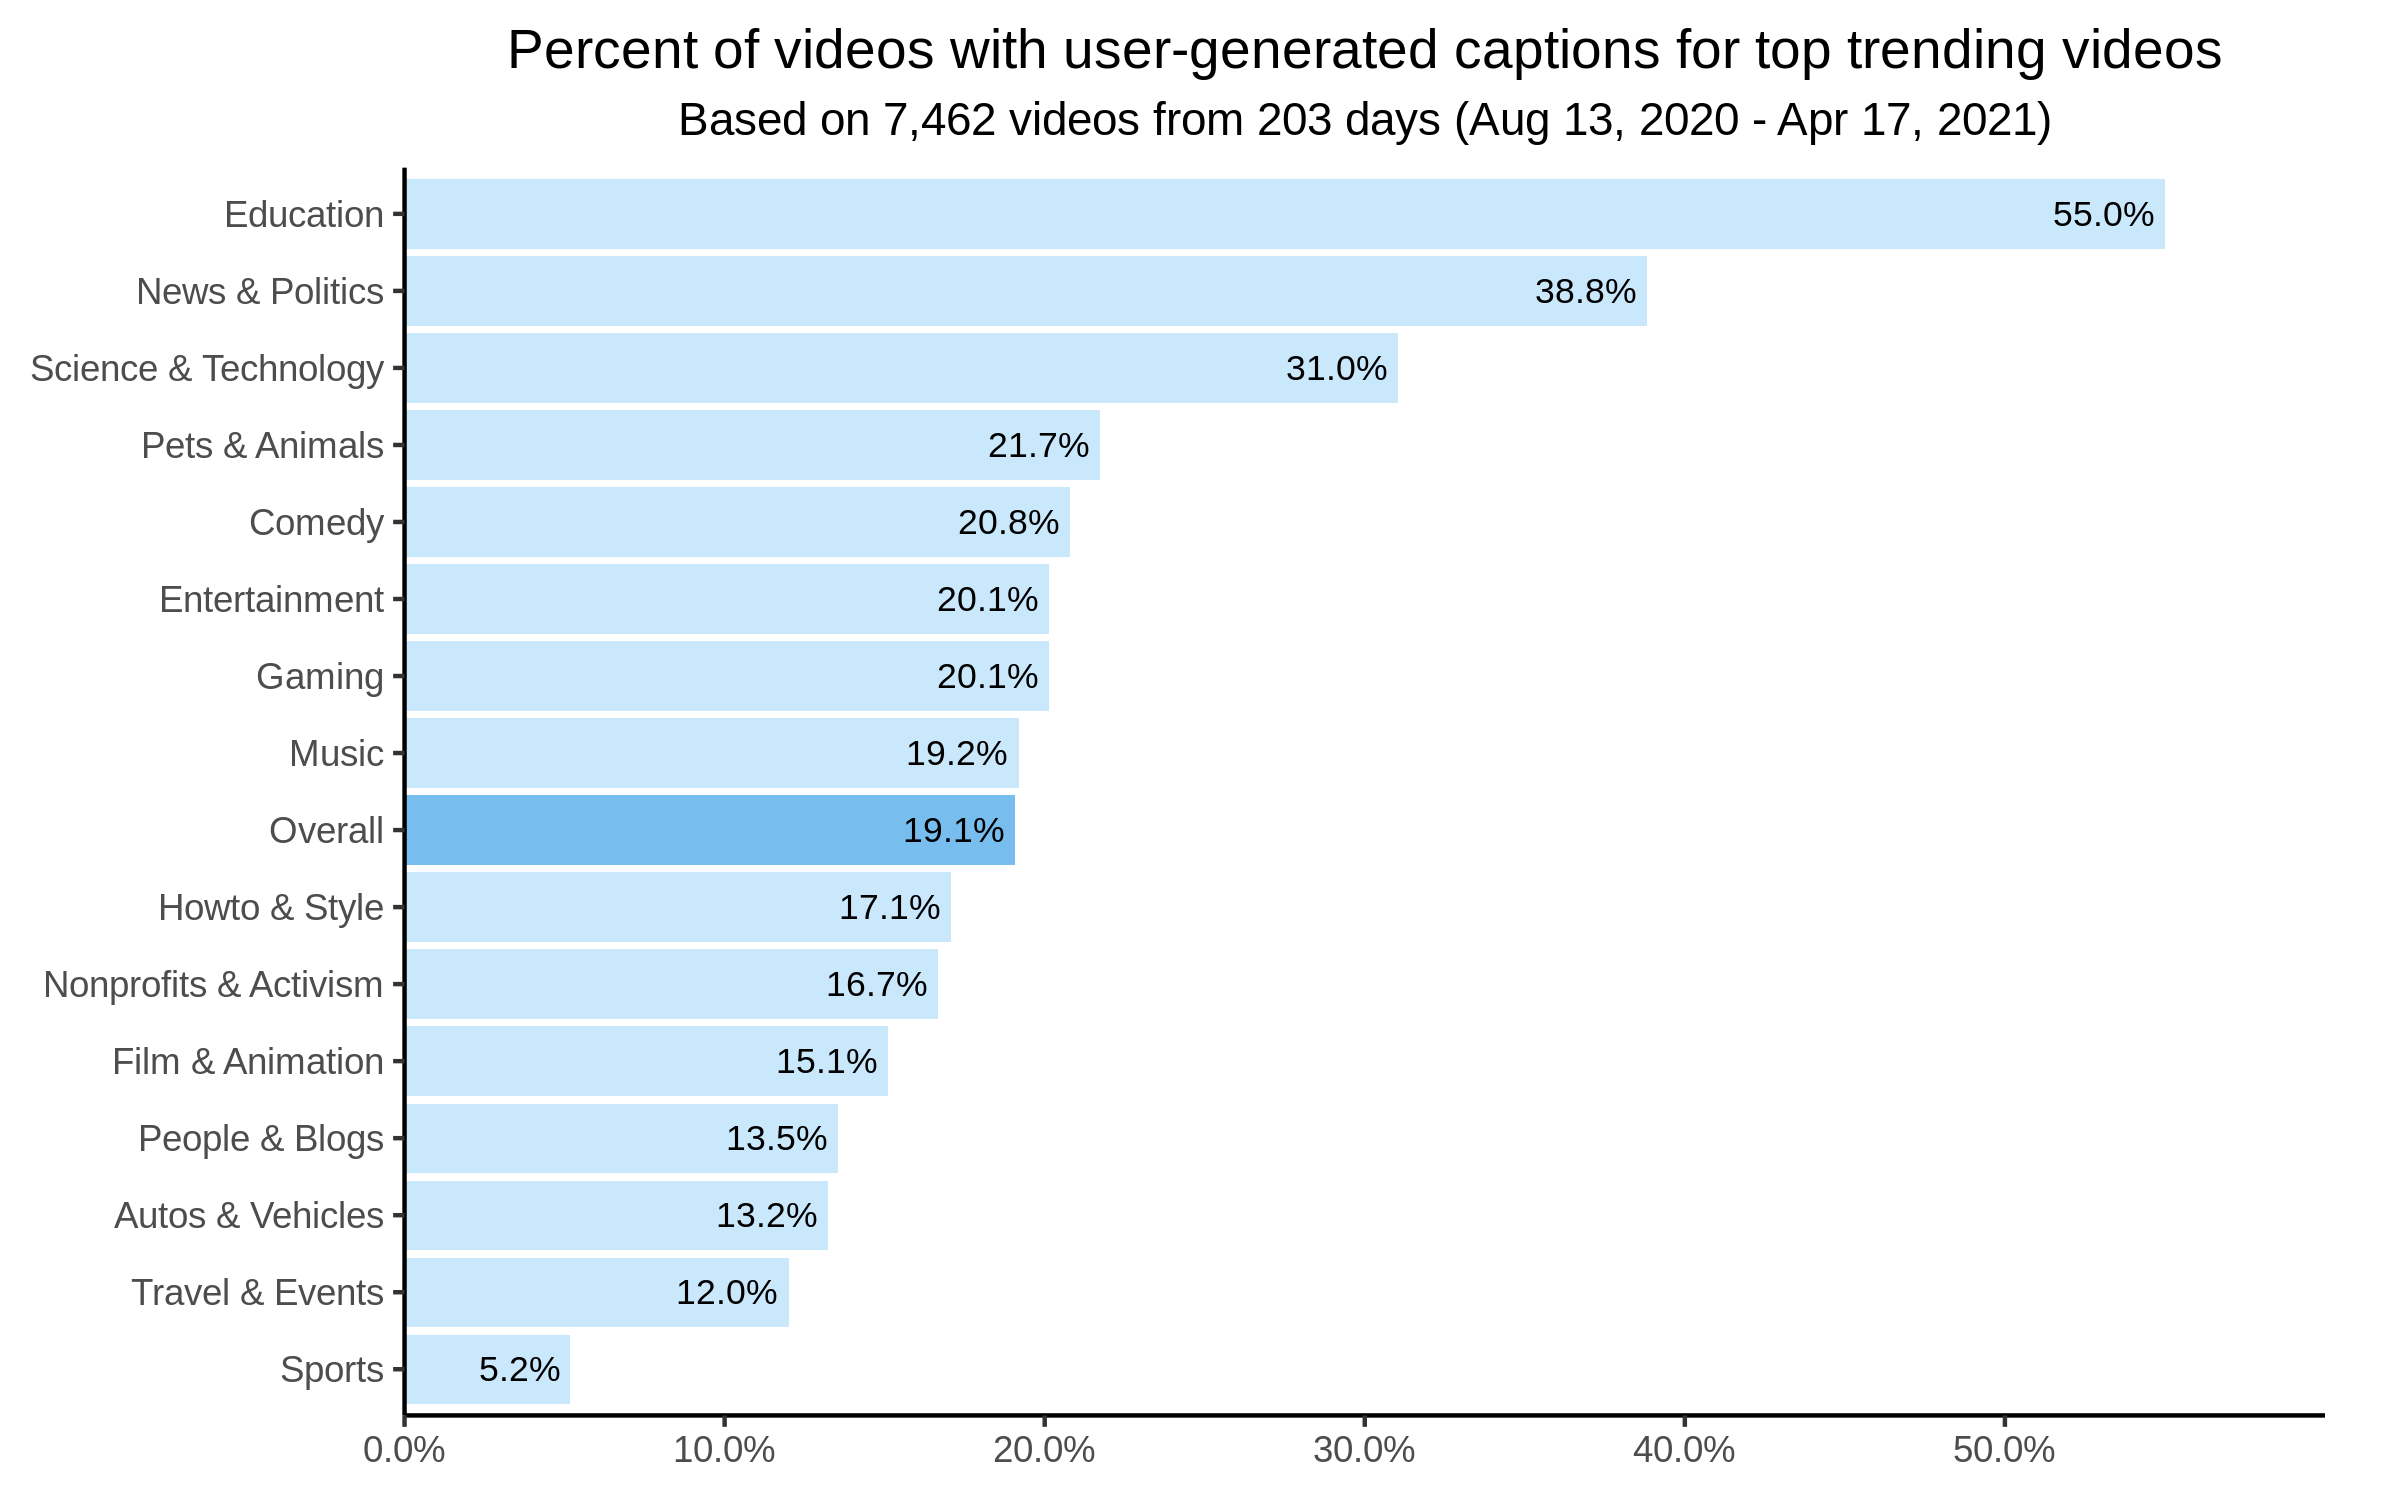 Percent of videos with user-generated captions for top trending videos
Based on 7,462 videos from 203 days (Aug 13, 2020 - Apr 17, 2021)
Education 55.0%
News & Politics 38.8%
Science & Technology 31.0%
Pets & Animals 21.7%
Comedy 20.8%
Entertainment 20.1%
Gaming 20.1%
Music 19.2%
Overall 19.1%
Howto & Style 17.1%
Nonprofits & Activism 16.7%
Film & Animation 15.1%
People & Blogs 13.5%
Autos & Vehicles 13.2%
Travel & Events 12.0%
Sports 5.2%
0.0% 10.0% 20.0% 30.0% 40.0% 50.0%